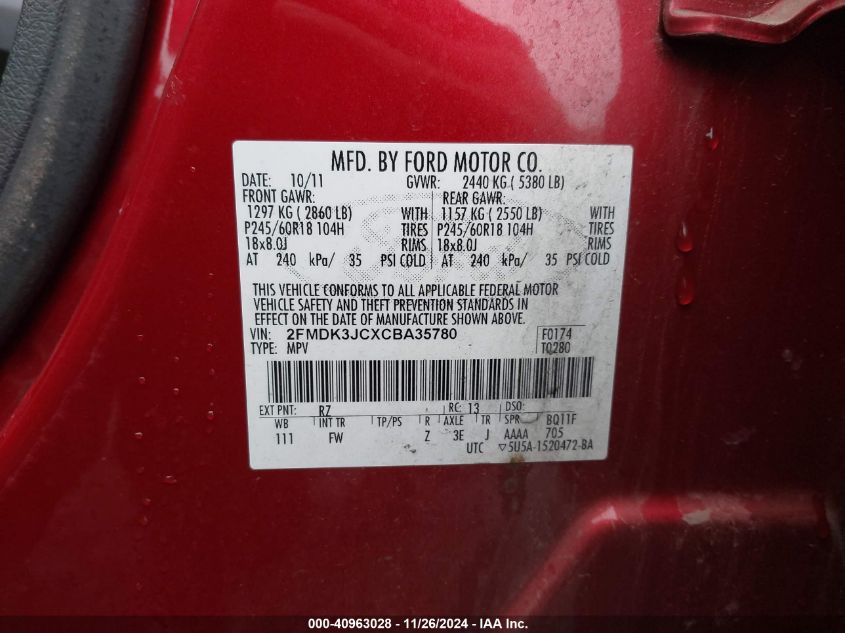 MFD. BY FORD MOTOR CO.
DATE: 10/11 GVWR: 2440 KG ( 5380 LB)
FRONT GAWR: REAR GAWR:
1297 KG ( 2860 LB) WITH 1157 KG ( 2550 LB) WITH
P245/60R18 104H TIRES P245/60R18 104H TIRES
18x8.0J RIMS 18x8.0J RIMS
AT 240 kPa/ 35 PSI COLD AT 240 kPa/ 35 PSI COLD
THIS VEHICLE CONFORMS TO ALL APPLICABLE FEDERAL MOTOR
VEHICLE SAFETY AND THEFT PREVENTION STANDARDS IN
EFFECT ON THE DATE OF MANUFACTURE SHOWN ABOVE.
VIN: 2FMDK3JCXCBA35780 F0174
TYPE: MPV T0280
EXT PNT: RZ RC: 13 DSO:
WB INT TR TP/PS R AXLE TR SPR BQ11F
111 FW Z 3E J AAAA 705
UTC ▽5U5A-1520472-BA
000-40963028 - 11/26/2024 - IAA Inc.